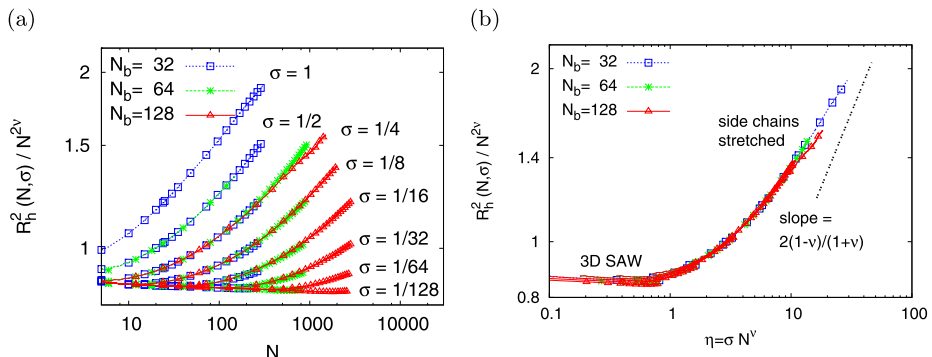 (a)
N_b= 32
N_b= 64
N_b=128
σ = 1
σ = 1/2
σ = 1/4
σ = 1/8
σ = 1/16
σ = 1/32
σ = 1/64
σ = 1/128
2
1.5
1
R_h^2 (N,σ) / N^{2ν}
10
100
1000
10000
N
(b)
N_b= 32
N_b= 64
N_b=128
side chains
stretched
slope =
2(1-ν)/(1+ν)
3D SAW
2
1.4
1.0
0.8
R_h^2 (N,σ) / N^{2ν}
0.1
1
10
100
η=σ N^ν